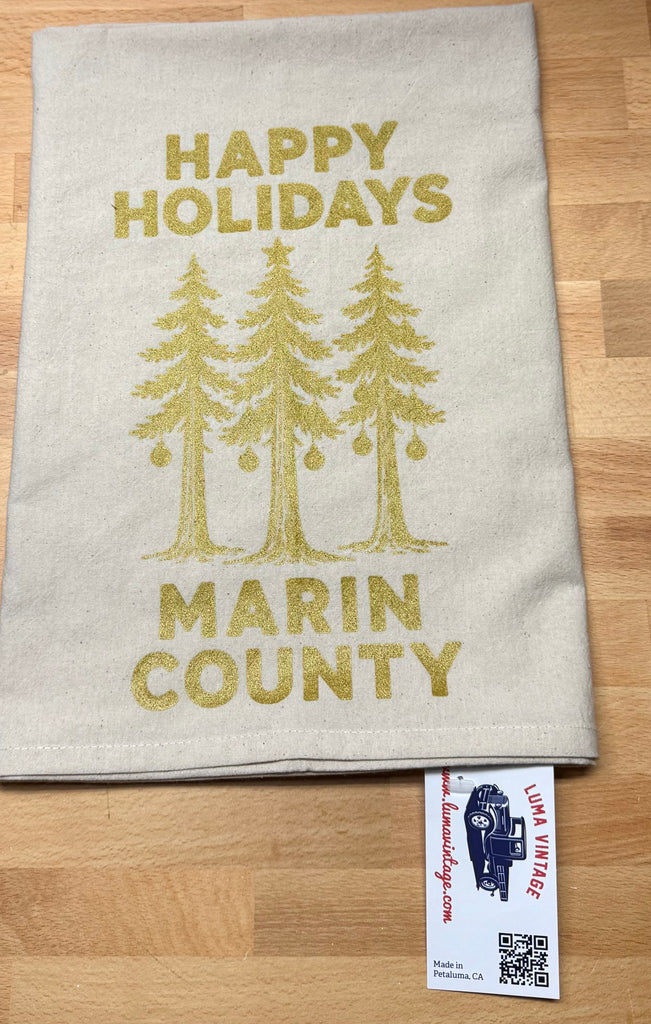 HAPPY
HOLIDAYS
MARIN
COUNTY
LUMA VINTAGE
www.lumavintage.com
Made in
Petaluma, CA